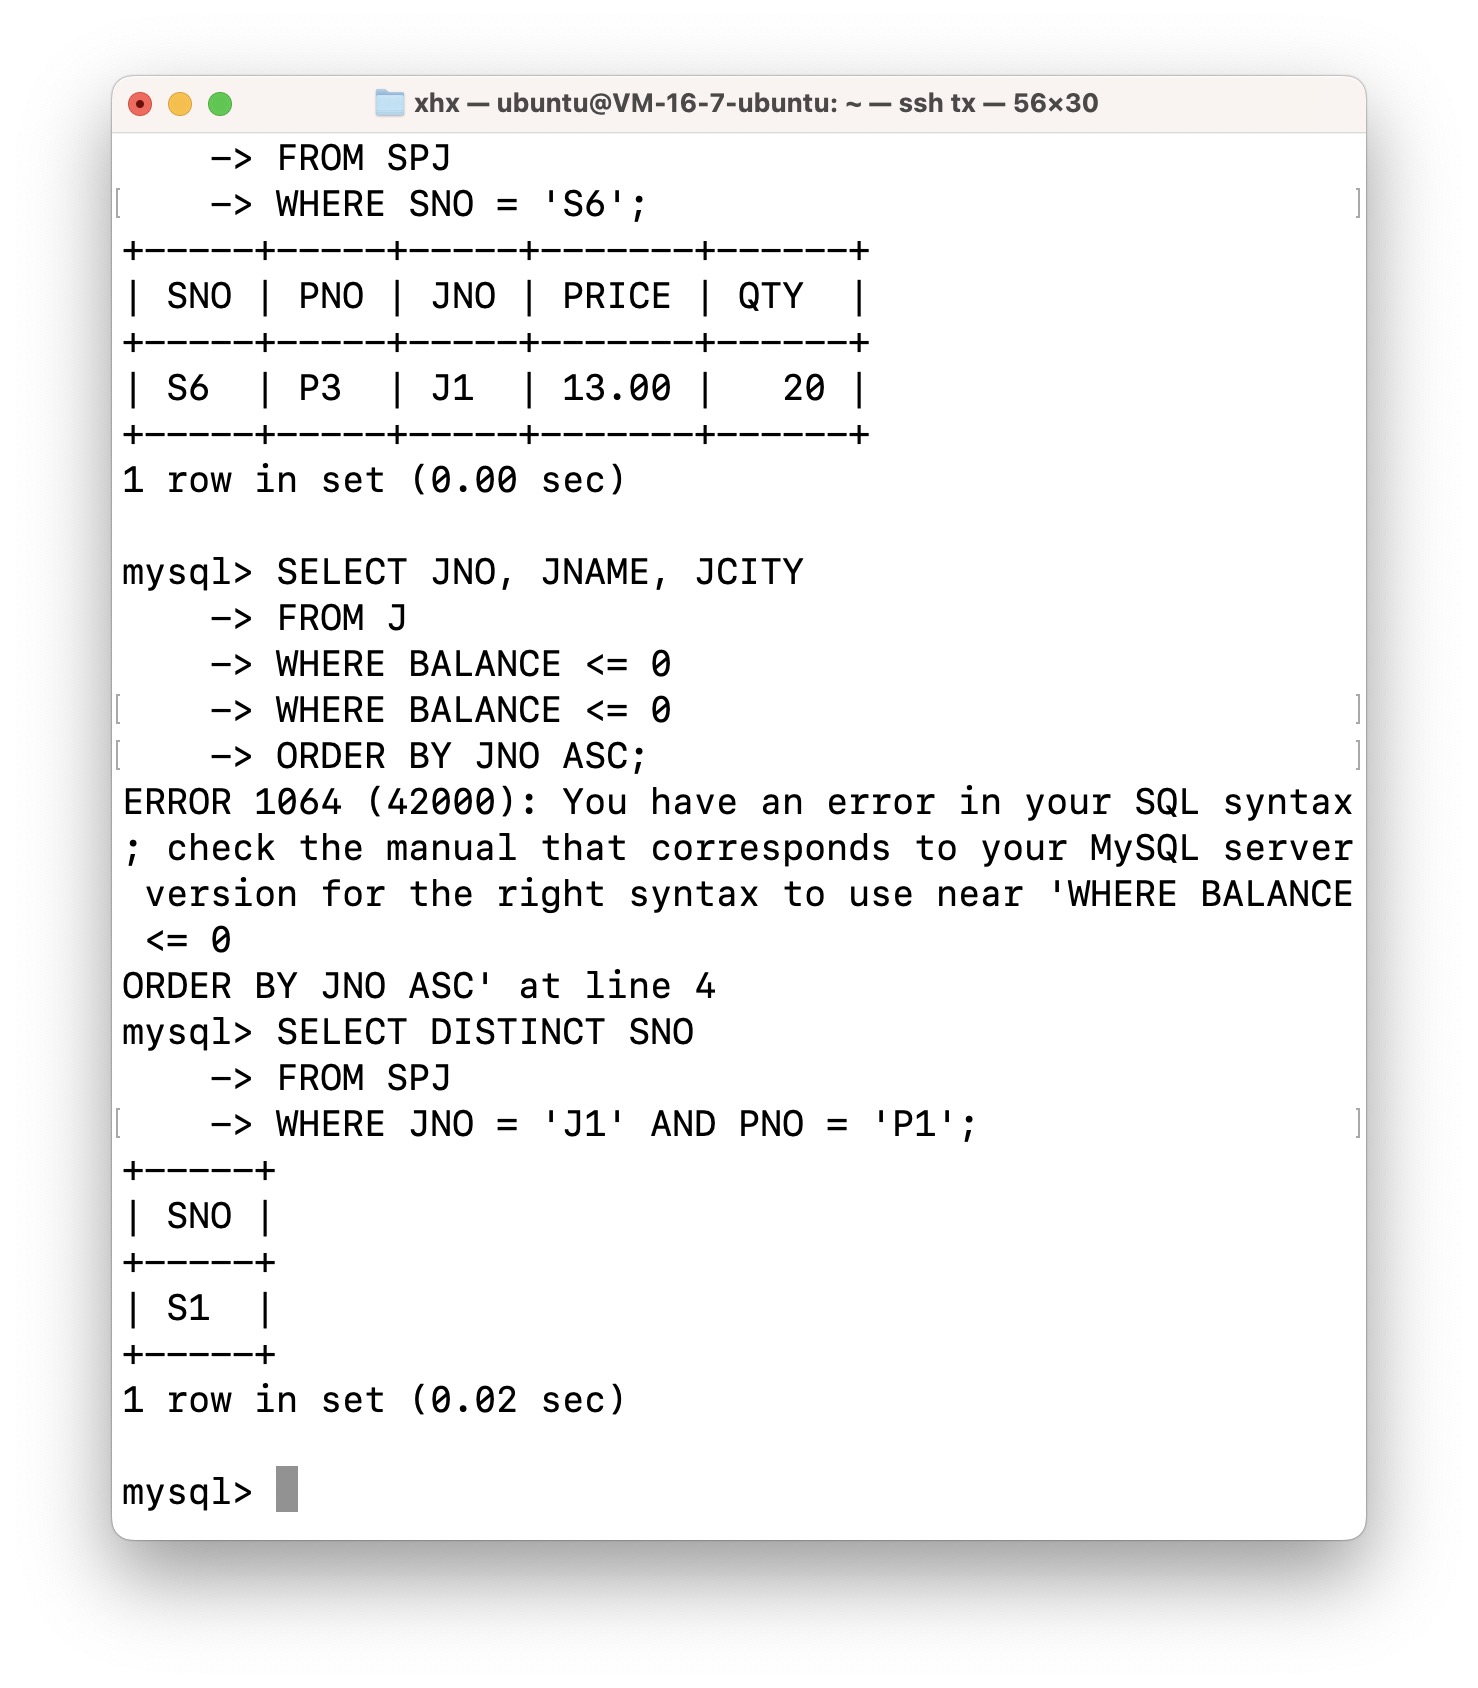 xhx — ubuntu@VM-16-7-ubuntu: ~ — ssh tx — 56×30
    -> FROM SPJ
[    -> WHERE SNO = 'S6'; ]
+-----+-----+-----+-------+------+
| SNO | PNO | JNO | PRICE | QTY  |
+-----+-----+-----+-------+------+
| S6  | P3  | J1  | 13.00 |   20 |
+-----+-----+-----+-------+------+
1 row in set (0.00 sec)

mysql> SELECT JNO, JNAME, JCITY
    -> FROM J
    -> WHERE BALANCE <= 0
[    -> WHERE BALANCE <= 0 ]
[    -> ORDER BY JNO ASC; ]
ERROR 1064 (42000): You have an error in your SQL syntax
; check the manual that corresponds to your MySQL server
 version for the right syntax to use near 'WHERE BALANCE
 <= 0
ORDER BY JNO ASC' at line 4
mysql> SELECT DISTINCT SNO
    -> FROM SPJ
[    -> WHERE JNO = 'J1' AND PNO = 'P1'; ]
+-----+
| SNO |
+-----+
| S1  |
+-----+
1 row in set (0.02 sec)

mysql>